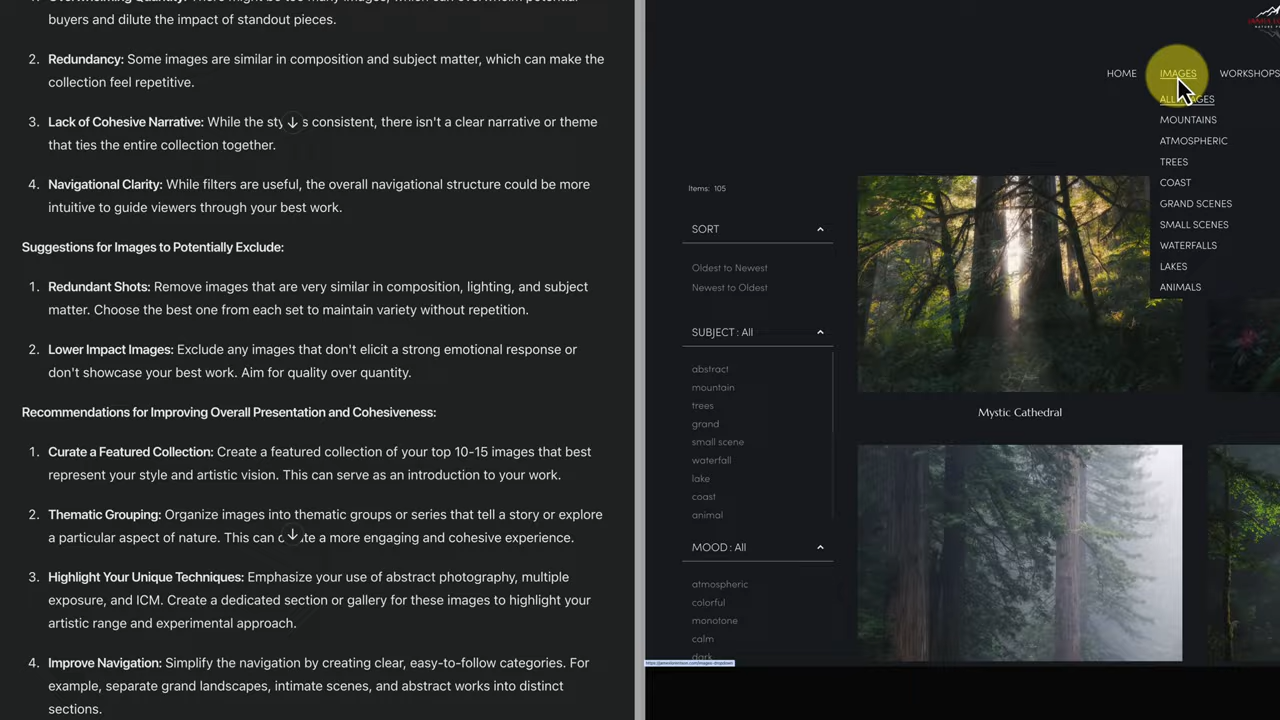 buyers and dilute the impact of standout pieces.
2. Redundancy: Some images are similar in composition and subject matter, which can make the
collection feel repetitive.
3. Lack of Cohesive Narrative: While the sty s consistent, there isn't a clear narrative or theme
that ties the entire collection together.
4. Navigational Clarity: While filters are useful, the overall navigational structure could be more
intuitive to guide viewers through your best work.
Suggestions for Images to Potentially Exclude:
1. Redundant Shots: Remove images that are very similar in composition, lighting, and subject
matter. Choose the best one from each set to maintain variety without repetition.
2. Lower Impact Images: Exclude any images that don't elicit a strong emotional response or
don't showcase your best work. Aim for quality over quantity.
Recommendations for Improving Overall Presentation and Cohesiveness:
1. Curate a Featured Collection: Create a featured collection of your top 10-15 images that best
represent your style and artistic vision. This can serve as an introduction to your work.
2. Thematic Grouping: Organize images into thematic groups or series that tell a story or explore
a particular aspect of nature. This can c te a more engaging and cohesive experience.
3. Highlight Your Unique Techniques: Emphasize your use of abstract photography, multiple
exposure, and ICM. Create a dedicated section or gallery for these images to highlight your
artistic range and experimental approach.
4. Improve Navigation: Simplify the navigation by creating clear, easy-to-follow categories. For
example, separate grand landscapes, intimate scenes, and abstract works into distinct
sections.
HOME IMAGES WORKSHOPS
ALL IMAGES
MOUNTAINS
ATMOSPHERIC
TREES
COAST
GRAND SCENES
SMALL SCENES
WATERFALLS
LAKES
ANIMALS
Items: 105
SORT
Oldest to Newest
Newest to Oldest
SUBJECT : All
abstract
mountain
trees
grand
small scene
waterfall
lake
coast
animal
MOOD : All
atmospheric
colorful
monotone
calm
dark
Mystic Cathedral